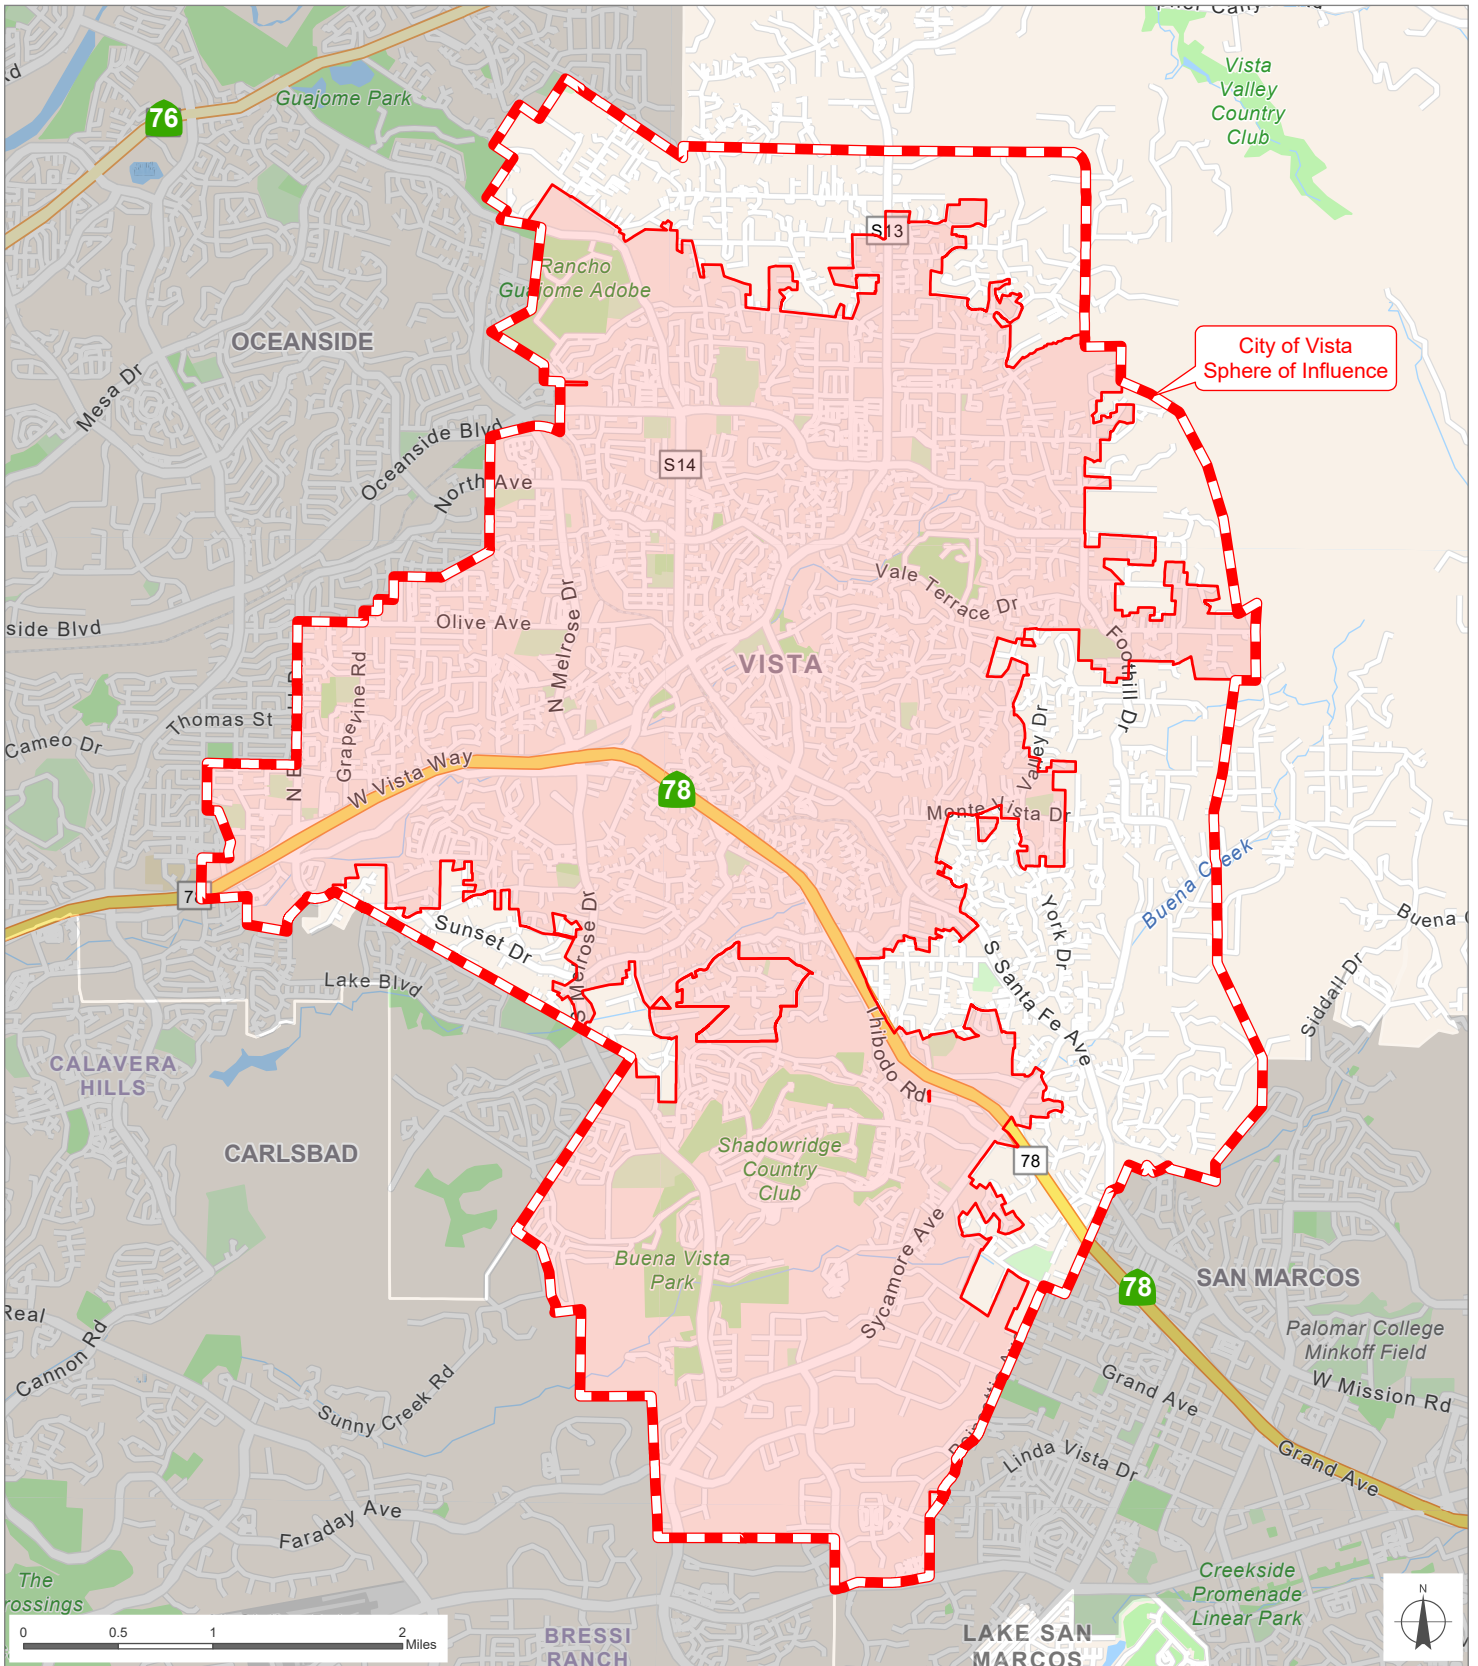 Vista
Valley
Country
Club
Guajome Park
76
S13
Rancho
Guajome Adobe
OCEANSIDE
City of Vista
Sphere of Influence
Mesa Dr
Oceanside Blvd
North Ave
S14
Vale Terrace Dr
Olive Ave
side Blvd
N Melrose Dr
VISTA
Foothill Dr
Grapevine Rd
Thomas St
Cameo Dr
Valley Dr
W Vista Way
78
Monte Vista Dr
Buena Creek
York Dr
Buena
Sunset Dr
S Melrose Dr
S Santa Fe Ave
Siddall Dr
Lake Blvd
Thibodo Rd
CALAVERA
HILLS
CARLSBAD
Shadowridge
Country
Club
78
Sycamore Ave
Buena Vista
Park
SAN MARCOS
78
Real
Cannon Rd
Palomar College
Minkoff Field
Grand Ave
W Mission Rd
Sunny Creek Rd
Linda Vista Dr
Grand Ave
Faraday Ave
The
rossings
Creekside
Promenade
Linear Park
N
0 0.5 1 2
Miles
BRESSI
RANCH
LAKE SAN
MARCOS